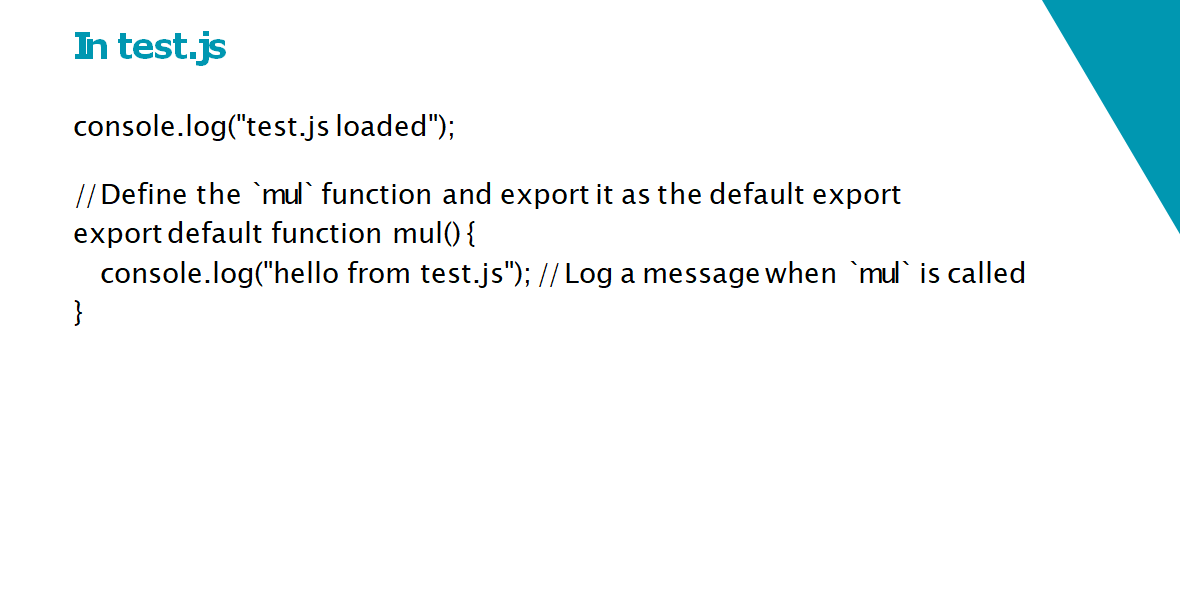 In test.js
console.log("test.js loaded");
// Define the `mul` function and export it as the default export
export default function mul() {
console.log("hello from test.js"); // Log a message when `mul` is called
}